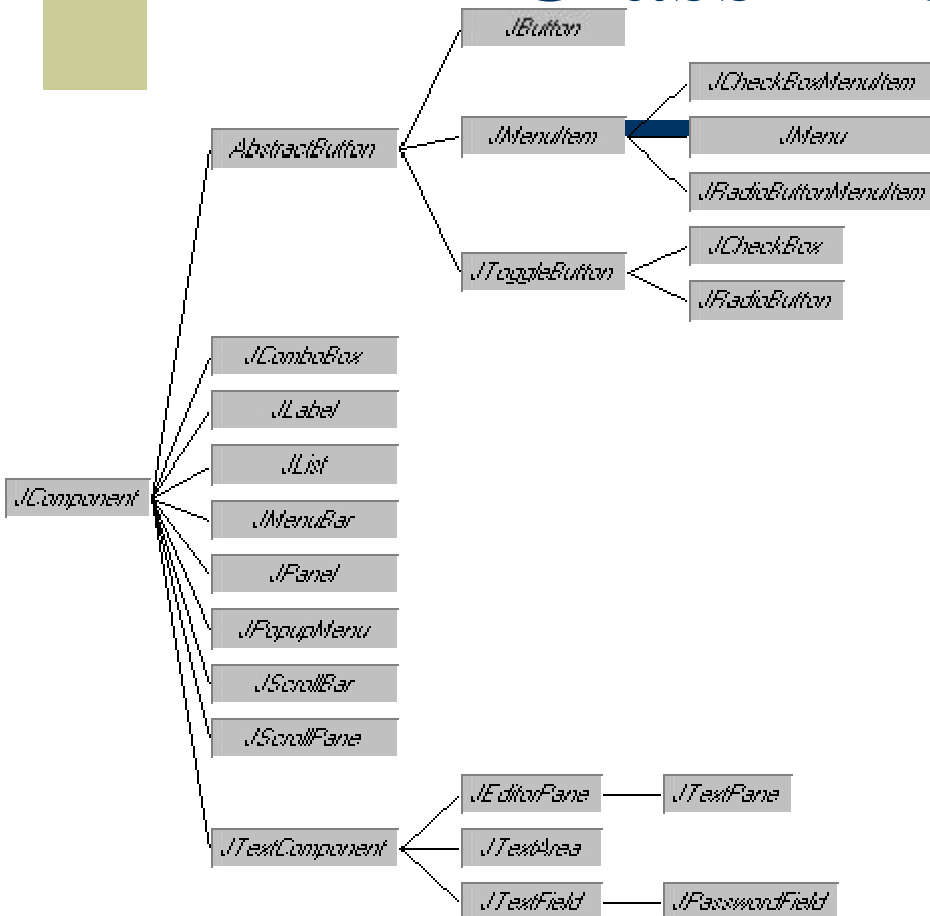 JButton
JCheckBoxMenuItem
AbstractButton
JMenuItem
JMenu
JRadioButtonMenuItem
JCheckBox
JToggleButton
JRadioButton
JComboBox
JLabel
JList
JComponent
JMenuBar
JPanel
JPopupMenu
JScrollBar
JScrollPane
JEditorPane
JTextPane
JTextComponent
JTextArea
JTextField
JPasswordField